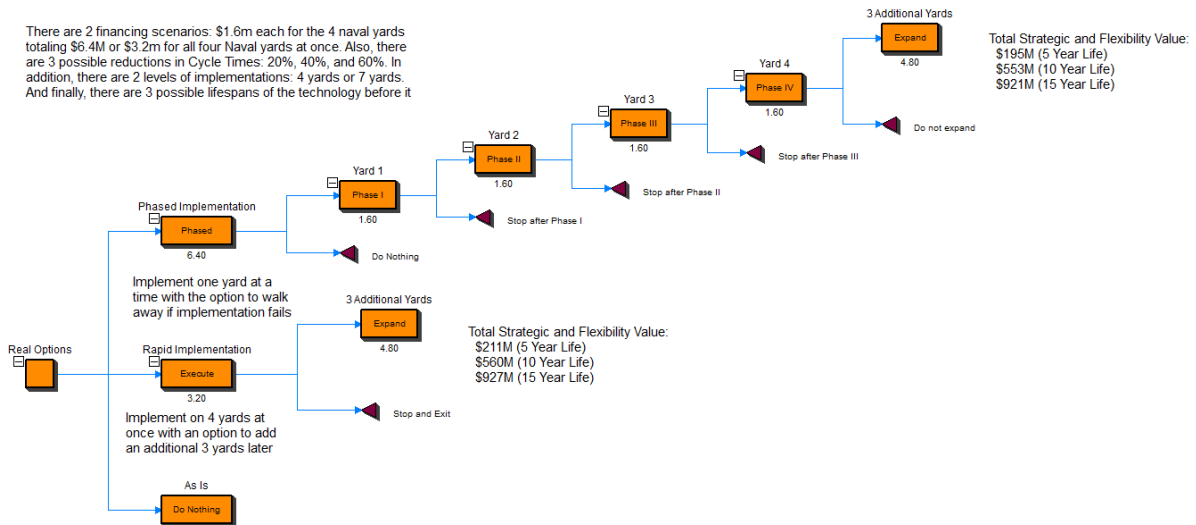 There are 2 financing scenarios: $1.6m each for the 4 naval yards
totaling $6.4M or $3.2m for all four Naval yards at once. Also, there
are 3 possible reductions in Cycle Times: 20%, 40%, and 60%. In
addition, there are 2 levels of implementations: 4 yards or 7 yards.
And finally, there are 3 possible lifespans of the technology before it
3 Additional Yards
Expand
4.80
Total Strategic and Flexibility Value:
$195M (5 Year Life)
$553M (10 Year Life)
$921M (15 Year Life)
Yard 4
Phase IV
1.60
Do not expand
Yard 3
Phase III
1.60
Stop after Phase III
Yard 2
Phase II
1.60
Stop after Phase II
Yard 1
Phase I
1.60
Stop after Phase I
Phased Implementation
Phased
6.40
Do Nothing
Implement one yard at a
time with the option to walk
away if implementation fails
3 Additional Yards
Expand
4.80
Total Strategic and Flexibility Value:
$211M (5 Year Life)
$560M (10 Year Life)
$927M (15 Year Life)
Real Options
Rapid Implementation
Execute
3.20
Stop and Exit
Implement on 4 yards at
once with an option to add
an additional 3 yards later
As Is
Do Nothing